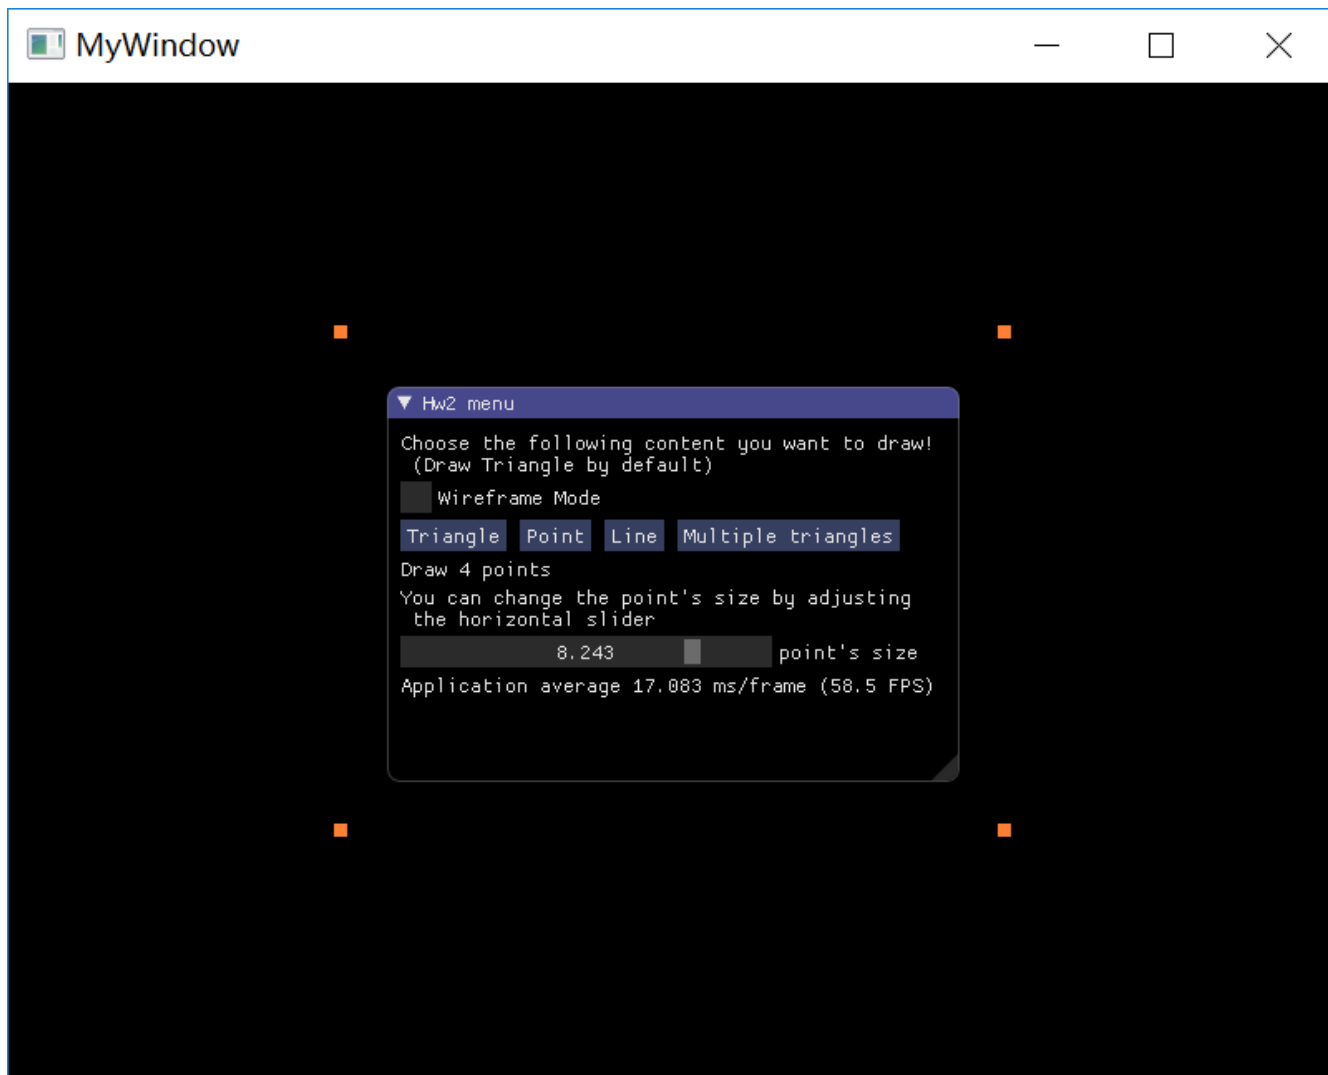 MyWindow
Hw2 menu
Choose the following content you want to draw!
(Draw Triangle by default)
Wireframe Mode
Triangle Point Line Multiple triangles
Draw 4 points
You can change the point's size by adjusting
the horizontal slider
8.243 point's size
Application average 17.083 ms/frame (58.5 FPS)